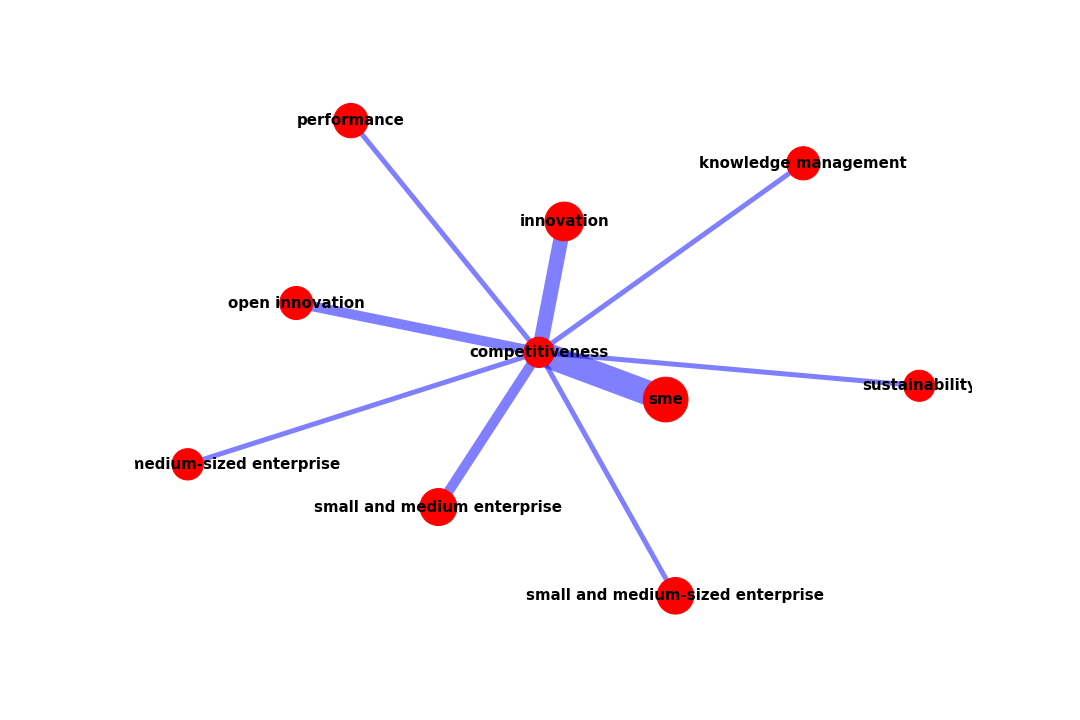 performance
knowledge management
innovation
open innovation
competitiveness
sustainability
sme
medium-sized enterprise
small and medium enterprise
small and medium-sized enterprise